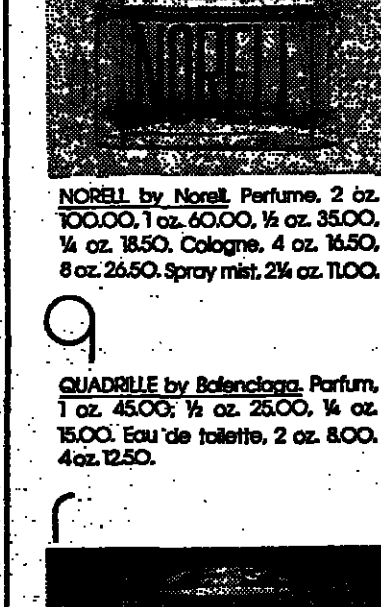 NORELL
NORELL by Norell. Perfume, 2 oz.
100.00, 1 oz. 60.00, ½ oz. 35.00,
¼ oz. 18.50. Cologne, 4 oz. 16.50,
8 oz. 26.50. Spray mist, 2¼ oz. 11.00.
q
QUADRILLE by Balenciaga. Parfum,
1 oz. 45.00; ½ oz. 25.00, ¼ oz.
15.00. Eau de toilette, 2 oz. 8.00.
4 oz. 12.50.
r